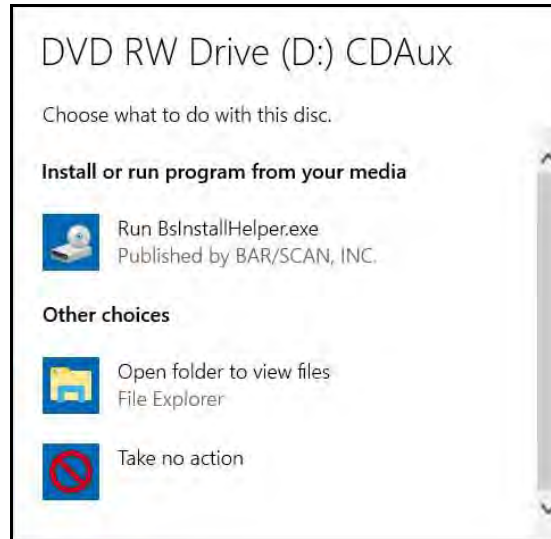 DVD RW Drive (D:) CDAux
Choose what to do with this disc.
Install or run program from your media
Run BsInstallHelper.exe
Published by BAR/SCAN, INC.
Other choices
Open folder to view files
File Explorer
Take no action